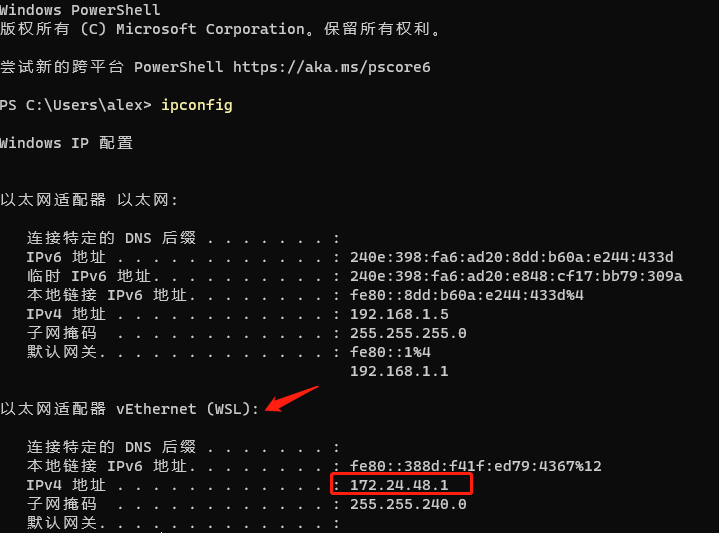 Windows PowerShell
版权所有 (C) Microsoft Corporation。保留所有权利。
尝试新的跨平台 PowerShell https://aka.ms/pscore6
PS C:\Users\alex> ipconfig
Windows IP 配置
以太网适配器 以太网:
连接特定的 DNS 后缀 . . . . . . . :
IPv6 地址 . . . . . . . . . . . . : 240e:398:fa6:ad20:8dd:b60a:e244:433d
临时 IPv6 地址. . . . . . . . . . : 240e:398:fa6:ad20:e848:cf17:bb79:309a
本地链接 IPv6 地址. . . . . . . . : fe80::8dd:b60a:e244:433d%4
IPv4 地址 . . . . . . . . . . . . : 192.168.1.5
子网掩码  . . . . . . . . . . . . : 255.255.255.0
默认网关. . . . . . . . . . . . . : fe80::1%4
192.168.1.1
以太网适配器 vEthernet (WSL):
连接特定的 DNS 后缀 . . . . . . . :
本地链接 IPv6 地址. . . . . . . . : fe80::388d:f41f:ed79:4367%12
IPv4 地址 . . . . . . . . . . . . : 172.24.48.1
子网掩码  . . . . . . . . . . . . : 255.255.240.0
默认网关. . . . . . . . . . . . . :